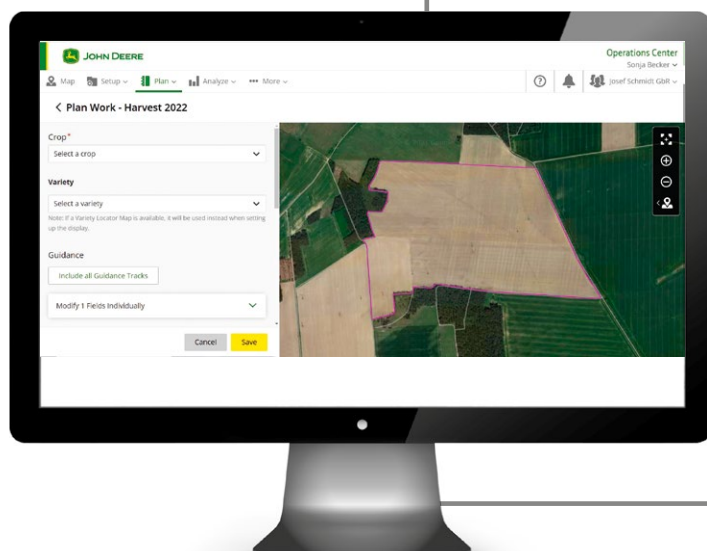 JOHN DEERE
Operations Center
Sonja Becker
Map Setup Plan Analyze More
Josef Schmidt GbR
Plan Work - Harvest 2022
Crop*
Select a crop
Variety
Select a variety
Note: If a Variety Locator Map is available, it will be used instead when setting
up the display.
Guidance
Include all Guidance Tracks
Modify 1 Fields Individually
Cancel Save